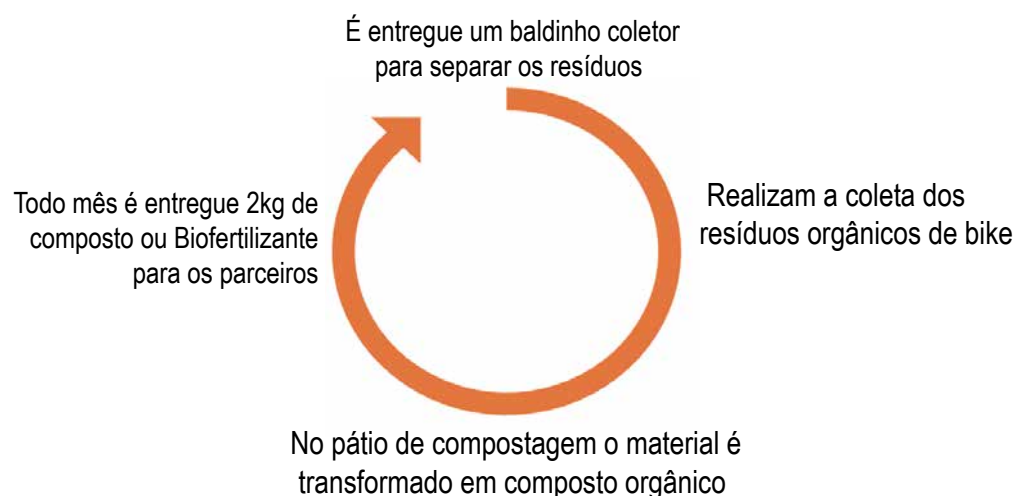 É entregue um baldinho coletor
para separar os resíduos
Realizam a coleta dos
resíduos orgânicos de bike
No pátio de compostagem o material é
transformado em composto orgânico
Todo mês é entregue 2kg de
composto ou Biofertilizante
para os parceiros